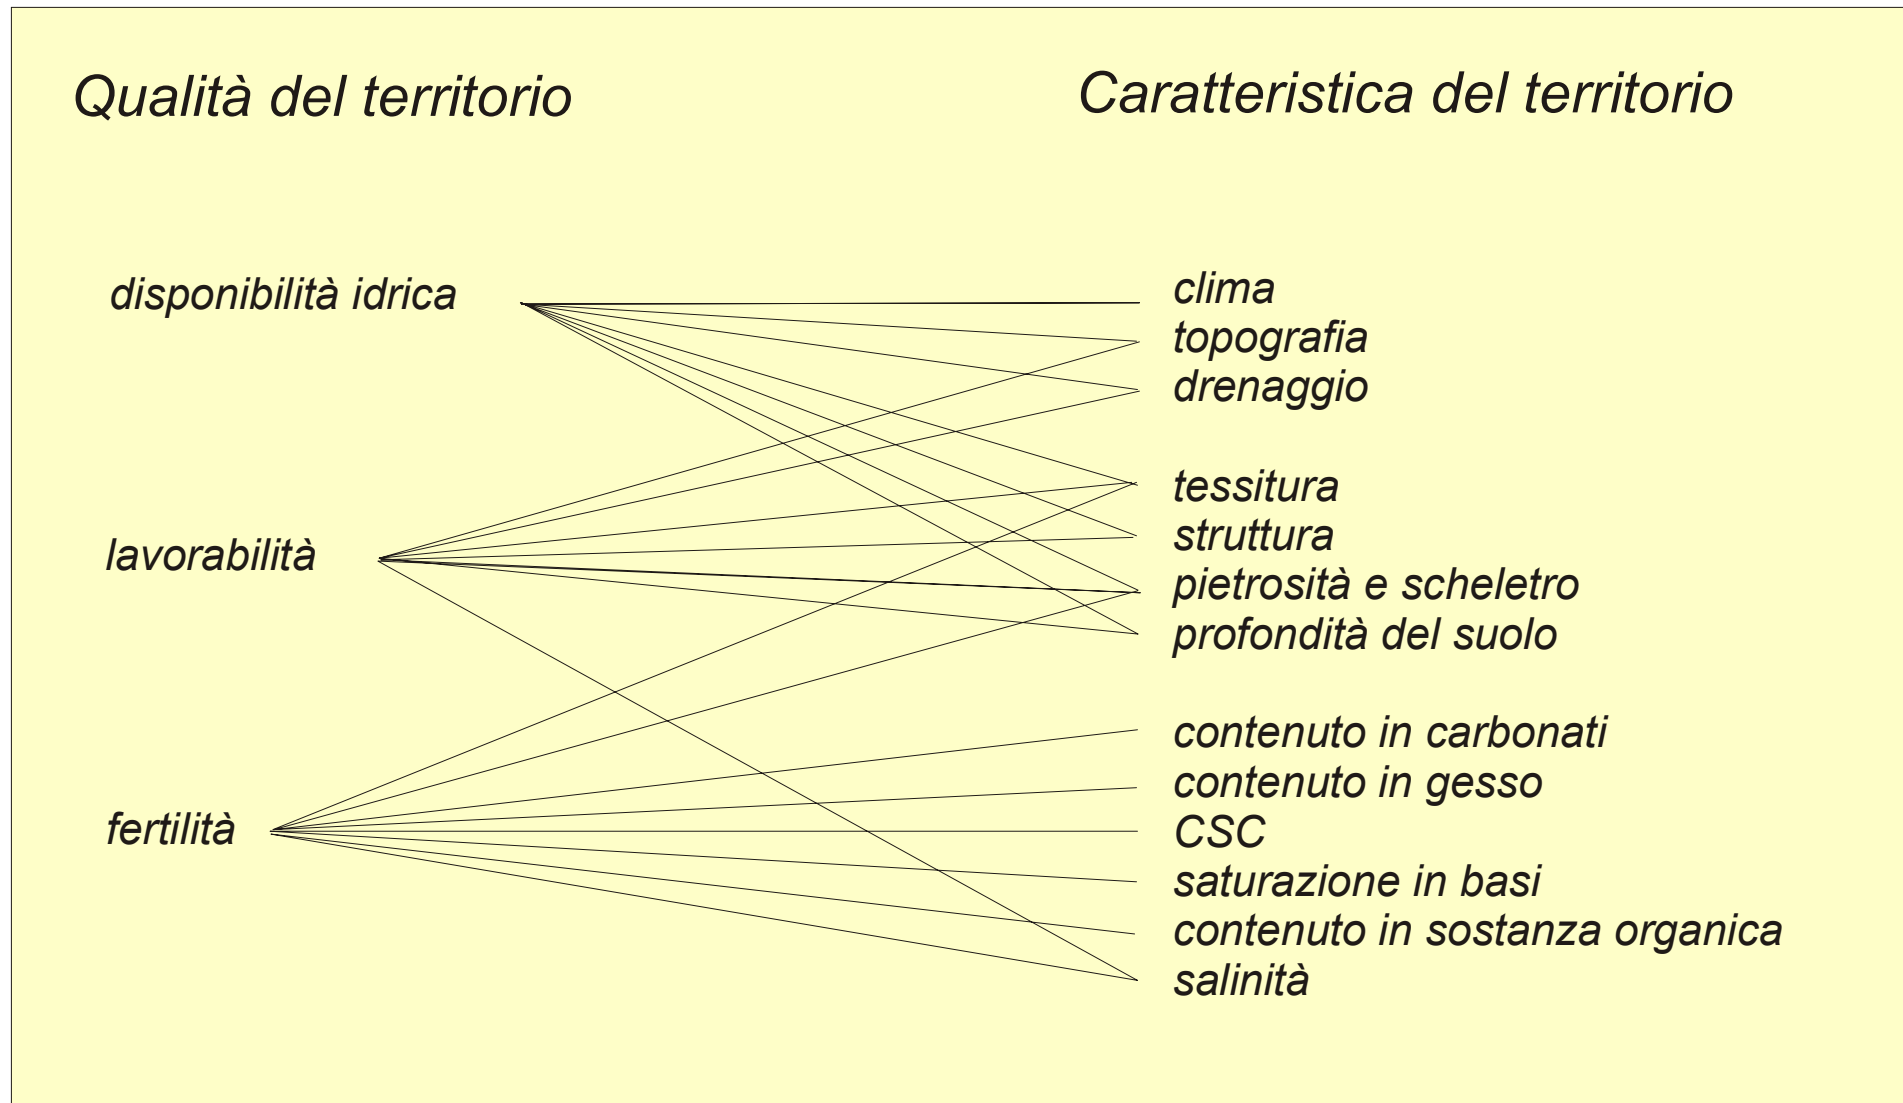 Qualità del territorio
Caratteristica del territorio
disponibilità idrica
clima
topografia
drenaggio
tessitura
struttura
lavorabilità
pietrosità e scheletro
profondità del suolo
contenuto in carbonati
contenuto in gesso
fertilità
CSC
saturazione in basi
contenuto in sostanza organica
salinità